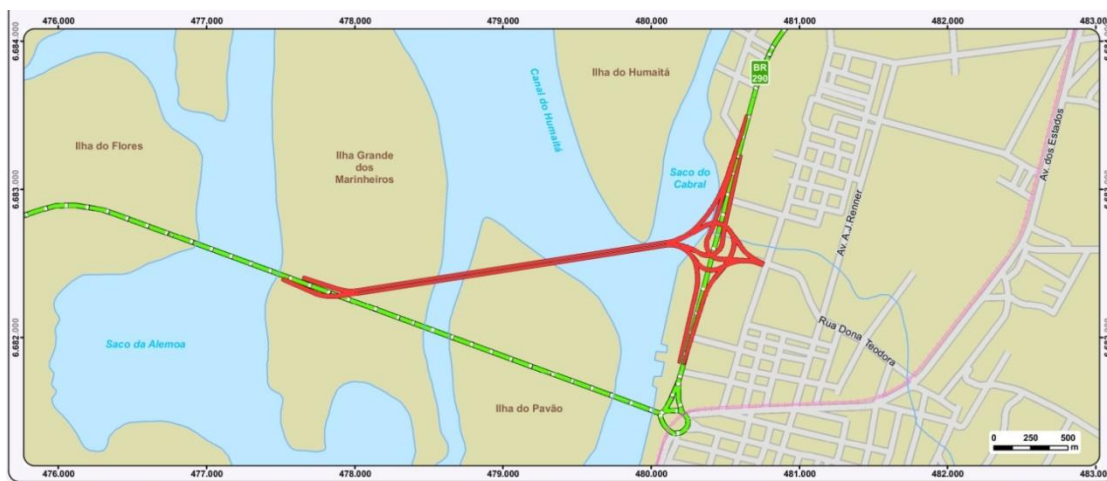 476.000 477.000 478.000 479.000 480.000 481.000 482.000 483.000
6.684.000
6.683.000
6.682.000
Ilha do Flores
Ilha Grande
dos
Marinheiros
Canal do Humaitá
Ilha do Humaitá
BR
290
Saco do
Cabral
Av. A.J.Renner
Av. dos Estados
Saco da Alemoa
Ilha do Pavão
Rua Dona Teodora
0 250 500
m
476.000 477.000 478.000 479.000 480.000 481.000 482.000 483.000